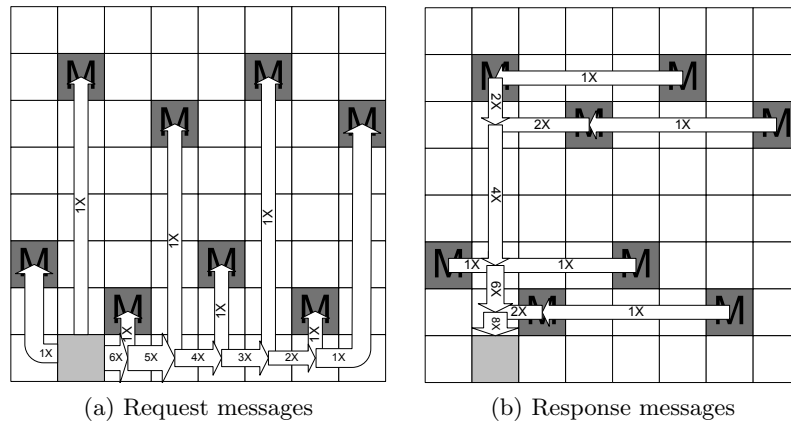 M M
M M
1X 1X
1X
M M
1X
M M
1X 1X
1X 6X 5X 4X 3X 2X 1X
(a) Request messages
M 1X M
2X
2X M 1X M
4X
M 1X 1X M
6X
2X M 1X M
8X
(b) Response messages